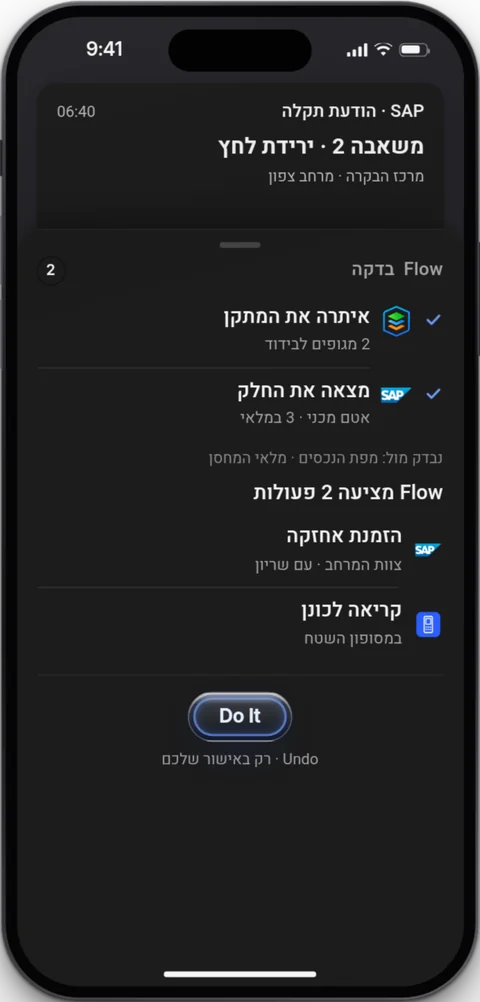 9:41
SAP · הודעת תקלה
06:40
משאבה 2 · ירידת לחץ
מרכז הבקרה · מרחב צפון
Flow בדקה
2
איתרה את המתקן
2 מגופים לבידוד
SAP
מצאה את החלק
אטם מכני · 3 במלאי
נבדק מול: מפת הנכסים · מלאי המחסן
Flow מציעה 2 פעולות
SAP
הזמנת אחזקה
צוות המרחב · עם שריון
קריאה לכונן
במסופון השטח
Do It
Undo · רק באישור שלכם